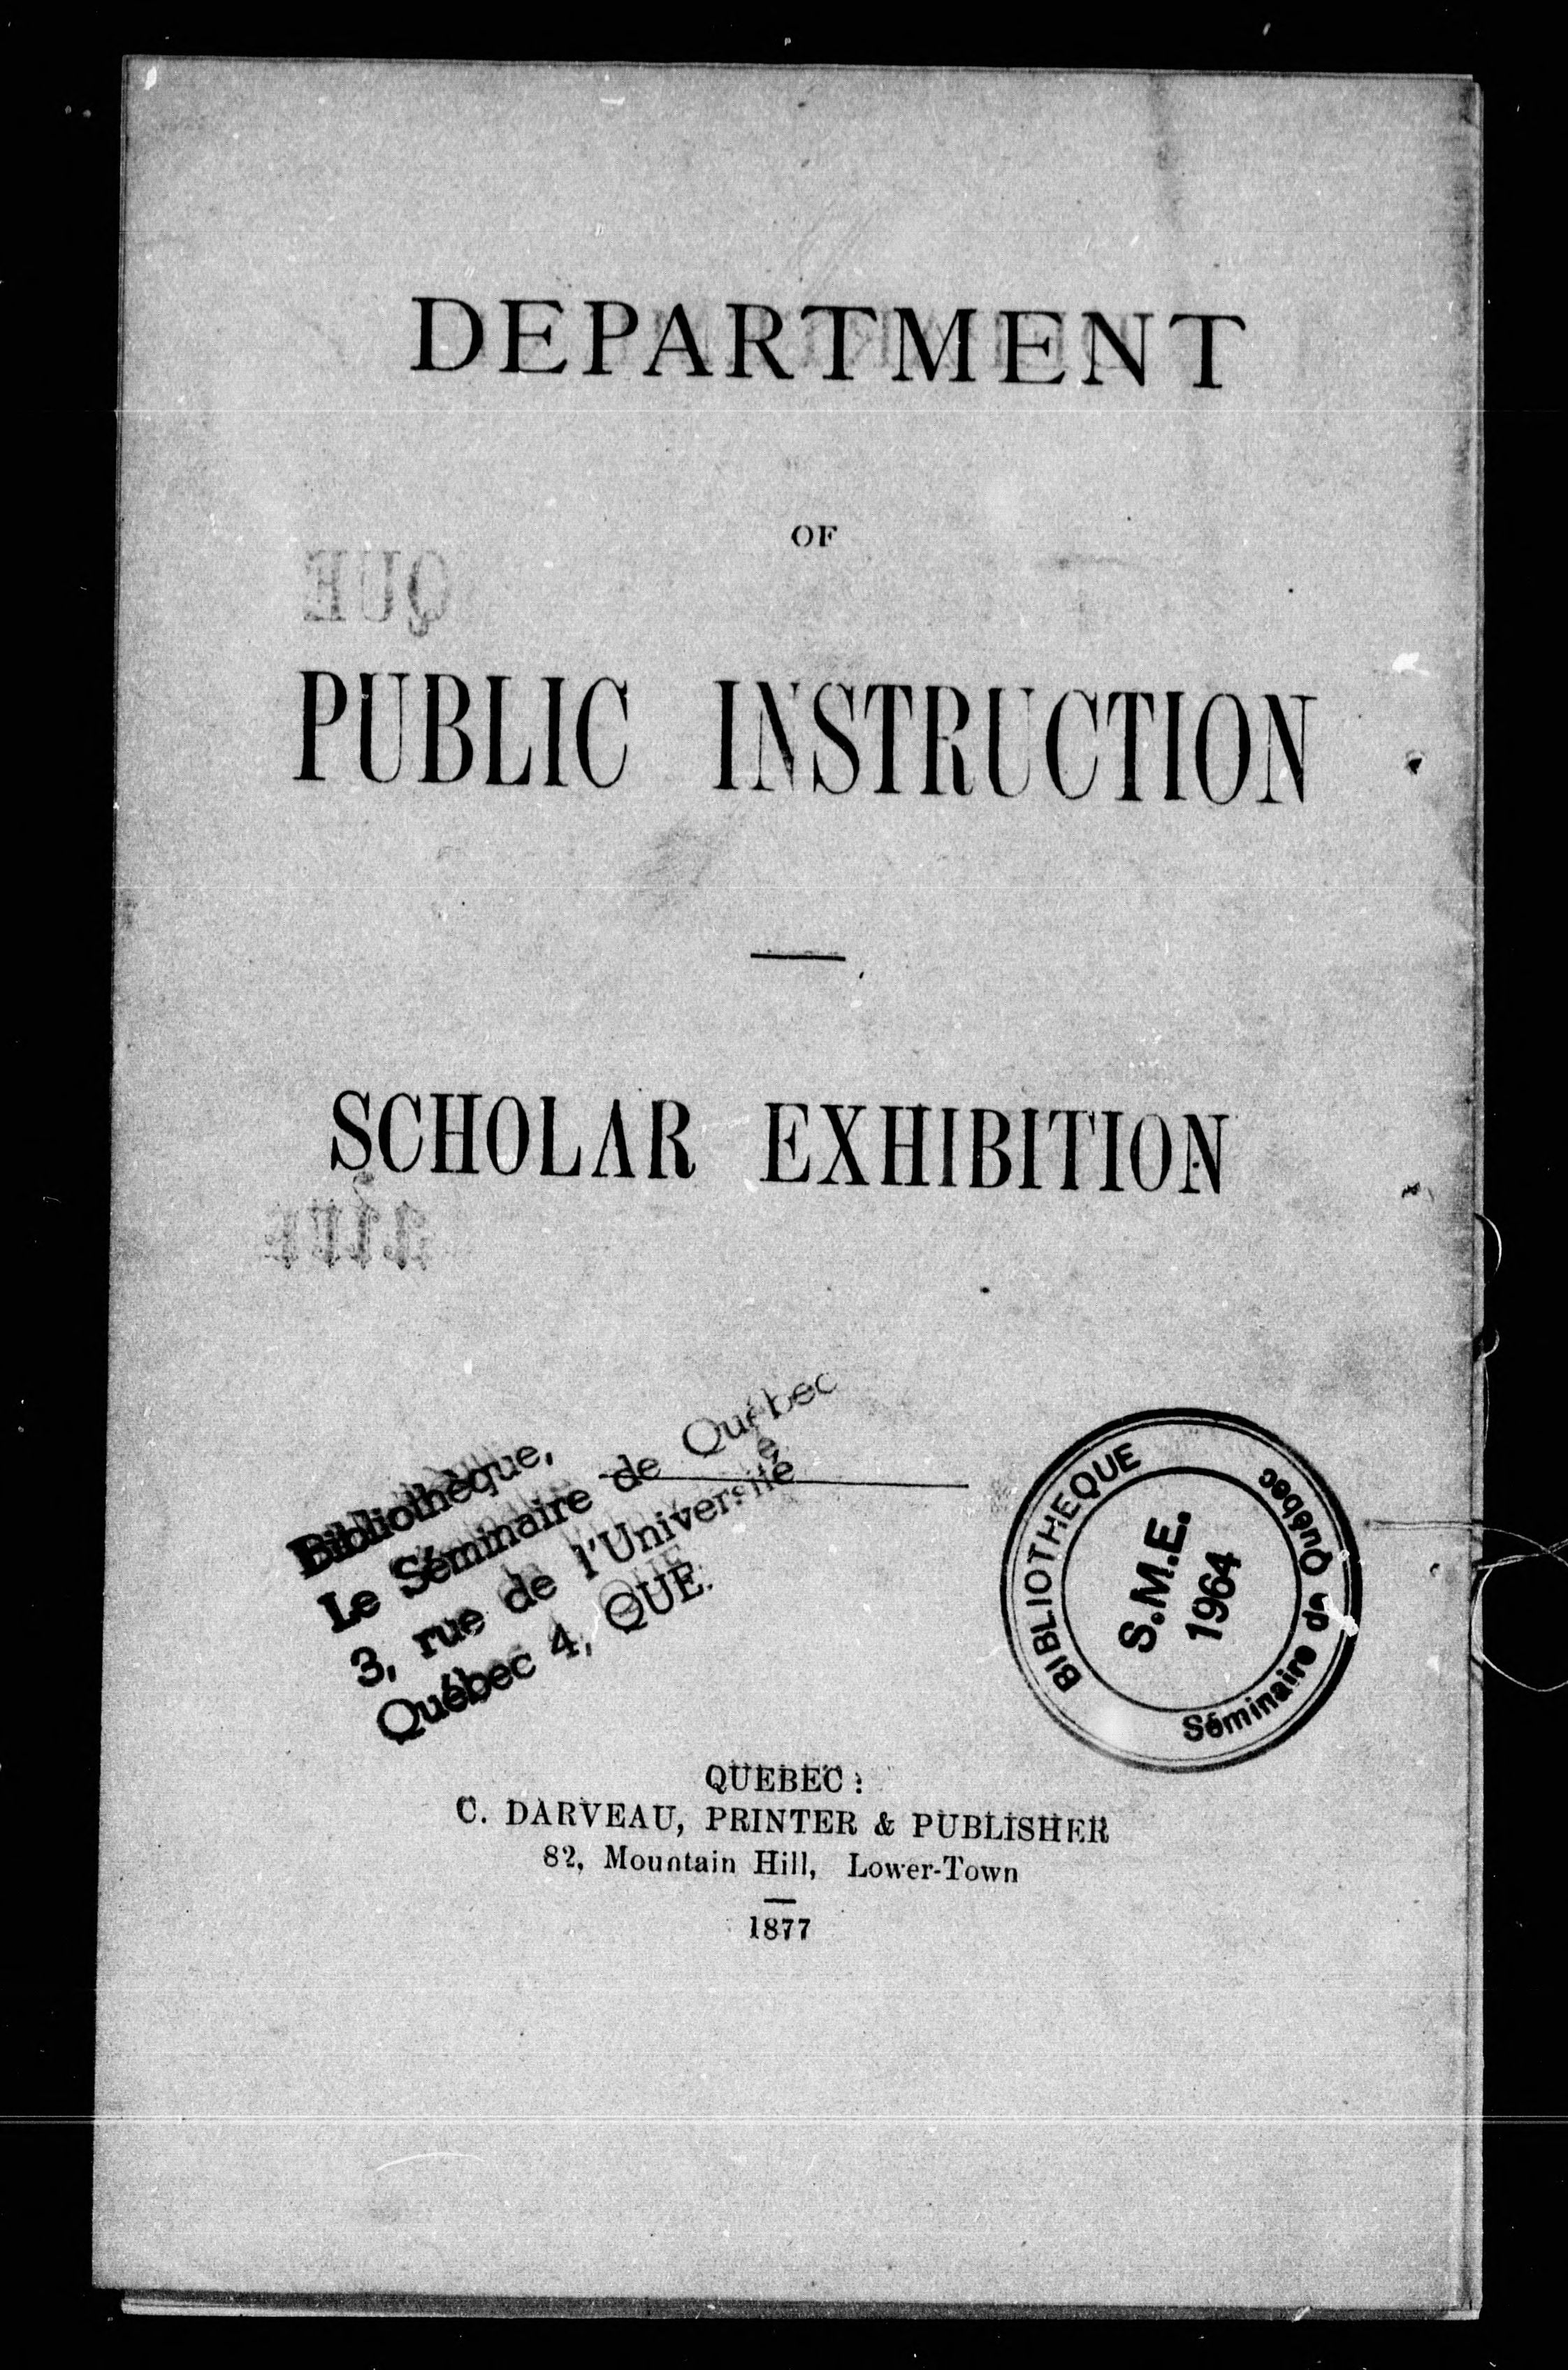 DEPARTMENT
OF
QUE
PUBLIC INSTRUCTION
SCHOLAR EXHIBITION
Bibliothèque,
Le Séminaire de Québec
3, rue de l'Université
Québec 4, QUE.
BIBLIOTHEQUE
Séminaire de Québec
S.M.E.
1964
QUEBEC :
C. DARVEAU, PRINTER & PUBLISHER
82, Mountain Hill, Lower-Town
1877